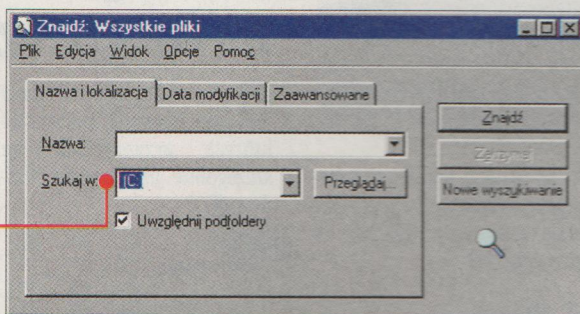 Znajdź: Wszystkie pliki
Plik Edycja Widok Opcje Pomoc
Nazwa i lokalizacja Data modyfikacji Zaawansowane
Znajdź
Nazwa:
Zatrzymaj
Szukaj w: (C:) Przeglądaj...
Nowe wyszukiwanie
Uwzględnij podfoldery